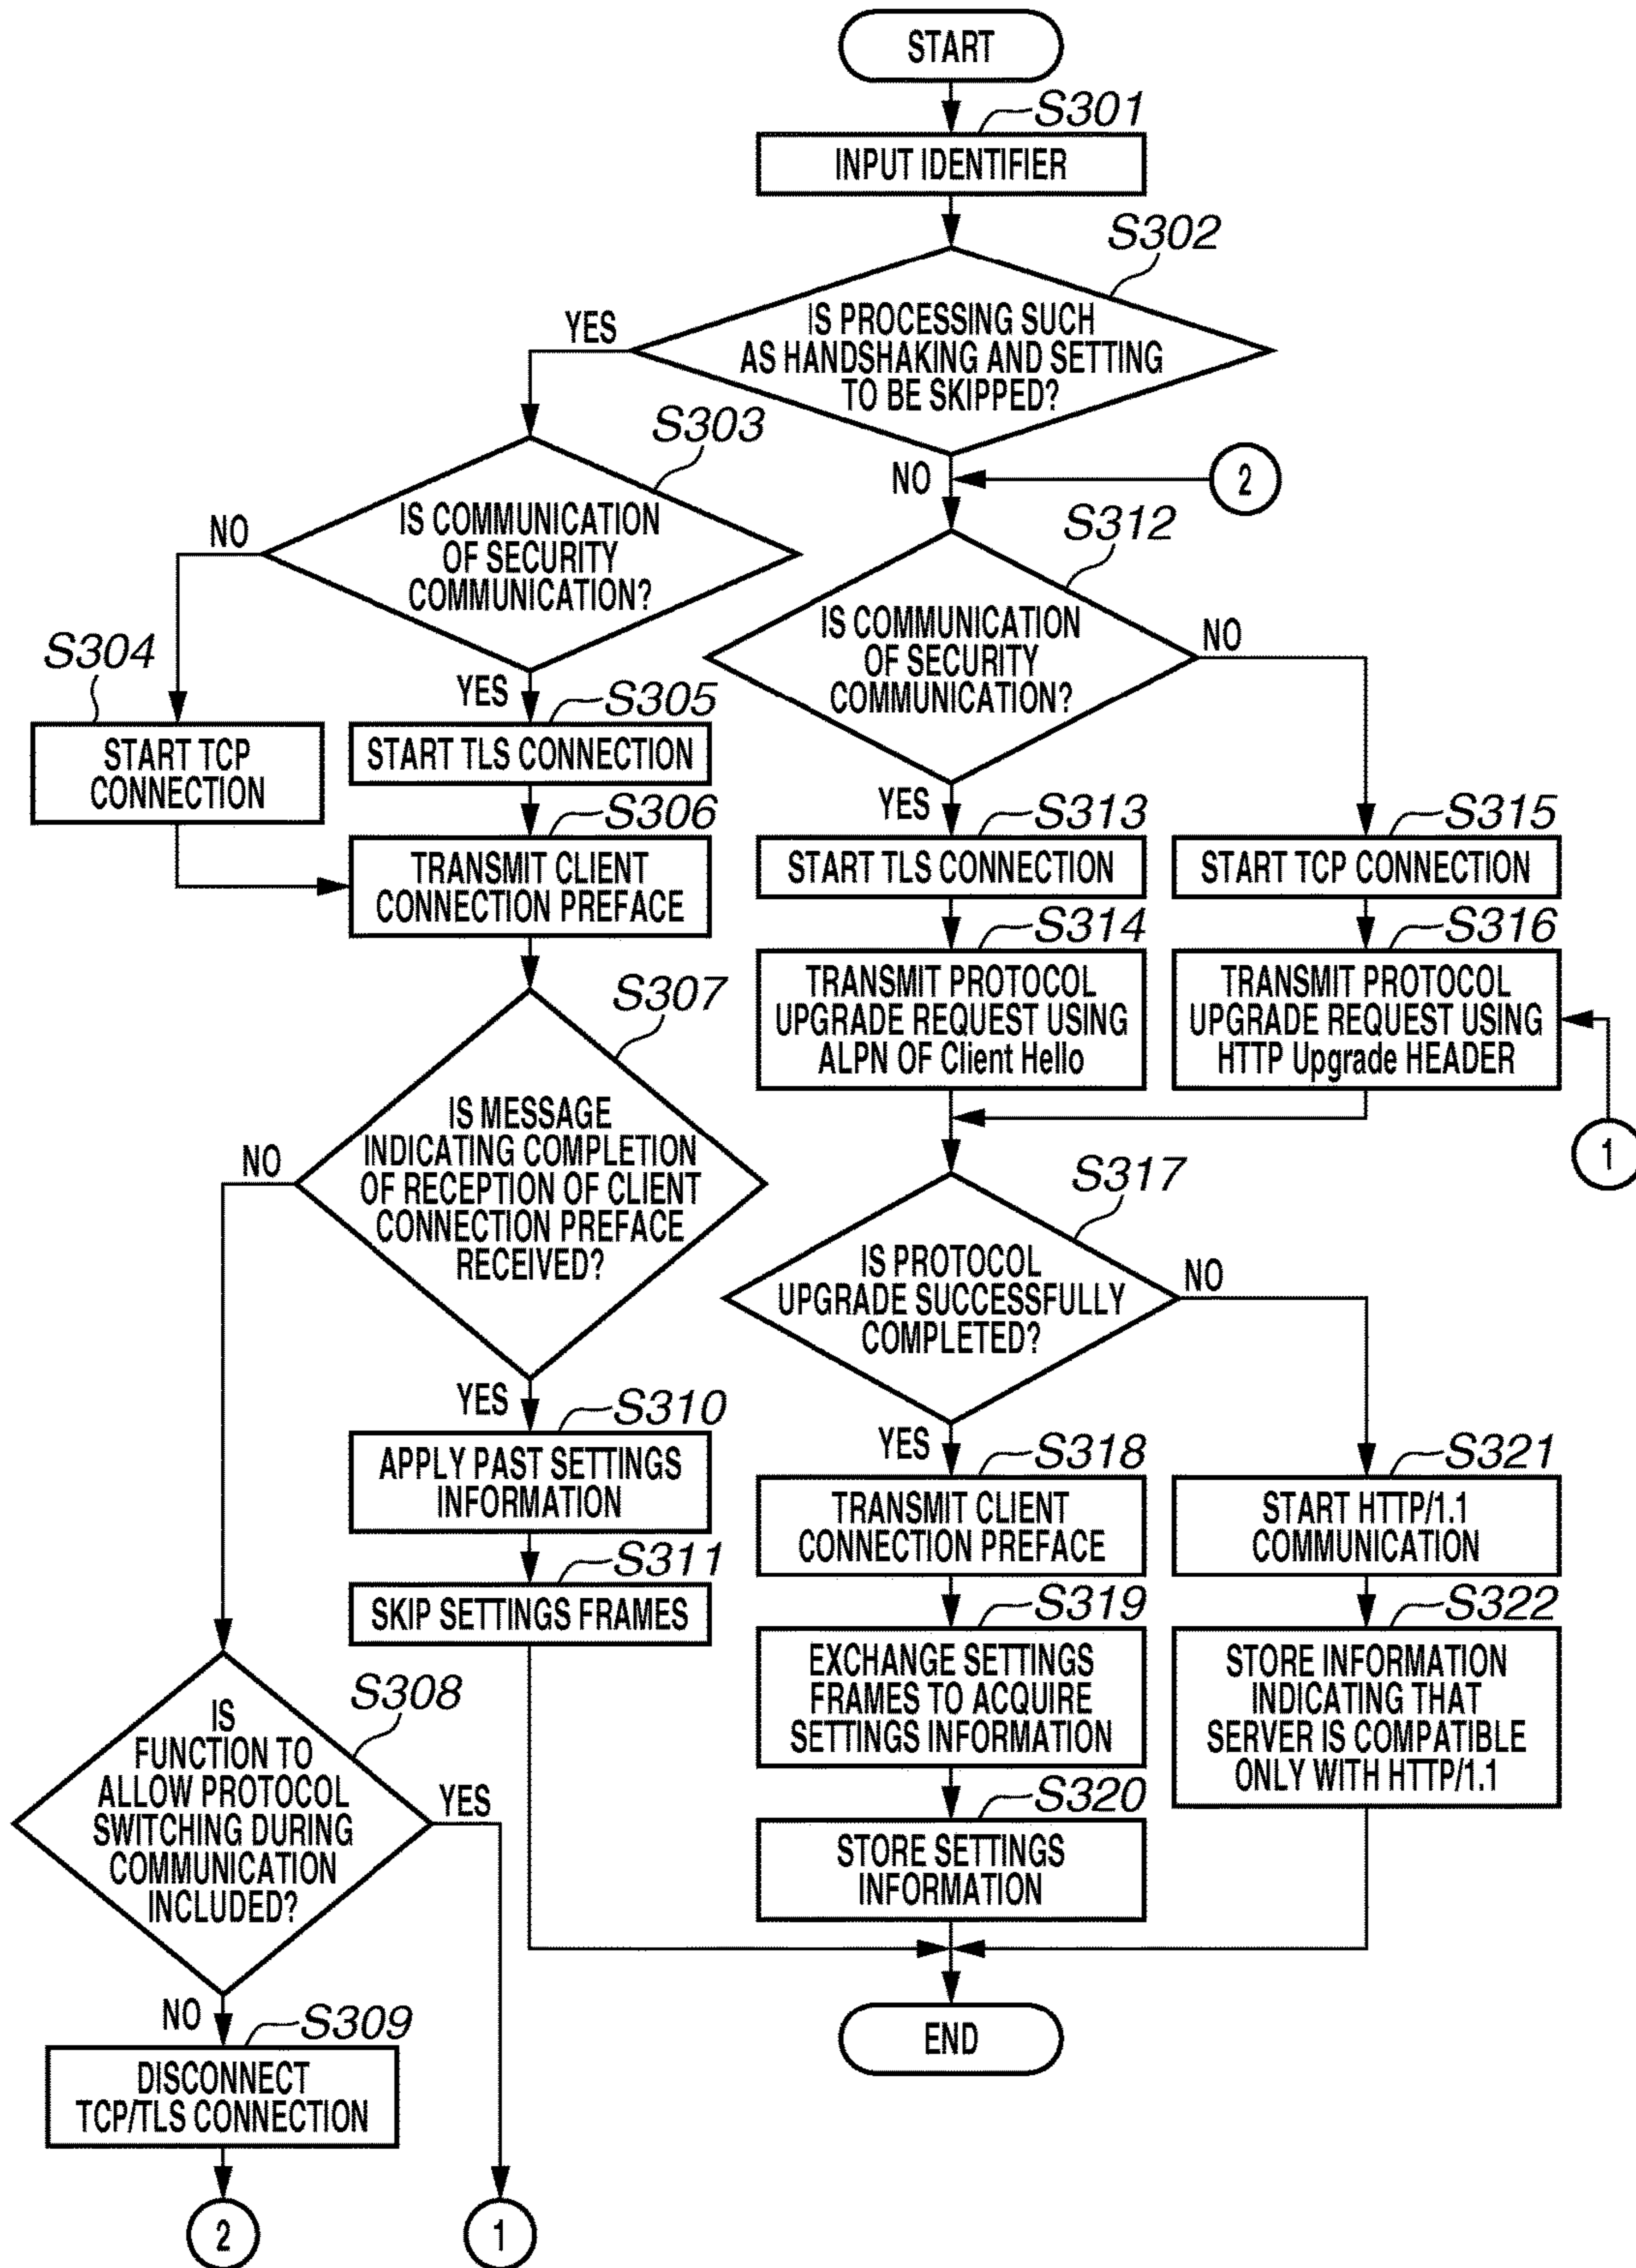 START
S301
INPUT IDENTIFIER
S302
IS PROCESSING SUCH
AS HANDSHAKING AND SETTING
TO BE SKIPPED?
YES
NO
2
S303
IS COMMUNICATION
OF SECURITY
COMMUNICATION?
NO
YES
S304
START TCP
CONNECTION
S305
START TLS CONNECTION
S306
TRANSMIT CLIENT
CONNECTION PREFACE
S307
IS MESSAGE
INDICATING COMPLETION
OF RECEPTION OF CLIENT
CONNECTION PREFACE
RECEIVED?
NO
YES
S310
APPLY PAST SETTINGS
INFORMATION
S311
SKIP SETTINGS FRAMES
S308
IS
FUNCTION TO
ALLOW PROTOCOL
SWITCHING DURING
COMMUNICATION
INCLUDED?
YES
NO
S309
DISCONNECT
TCP/TLS CONNECTION
2
1
S312
IS COMMUNICATION
OF SECURITY
COMMUNICATION?
NO
YES
S313
START TLS CONNECTION
S314
TRANSMIT PROTOCOL
UPGRADE REQUEST USING
ALPN OF Client Hello
S315
START TCP CONNECTION
S316
TRANSMIT PROTOCOL
UPGRADE REQUEST USING
HTTP Upgrade HEADER
1
S317
IS PROTOCOL
UPGRADE SUCCESSFULLY
COMPLETED?
NO
YES
S318
TRANSMIT CLIENT
CONNECTION PREFACE
S319
EXCHANGE SETTINGS
FRAMES TO ACQUIRE
SETTINGS INFORMATION
S320
STORE SETTINGS
INFORMATION
S321
START HTTP/1.1
COMMUNICATION
S322
STORE INFORMATION
INDICATING THAT
SERVER IS COMPATIBLE
ONLY WITH HTTP/1.1
END